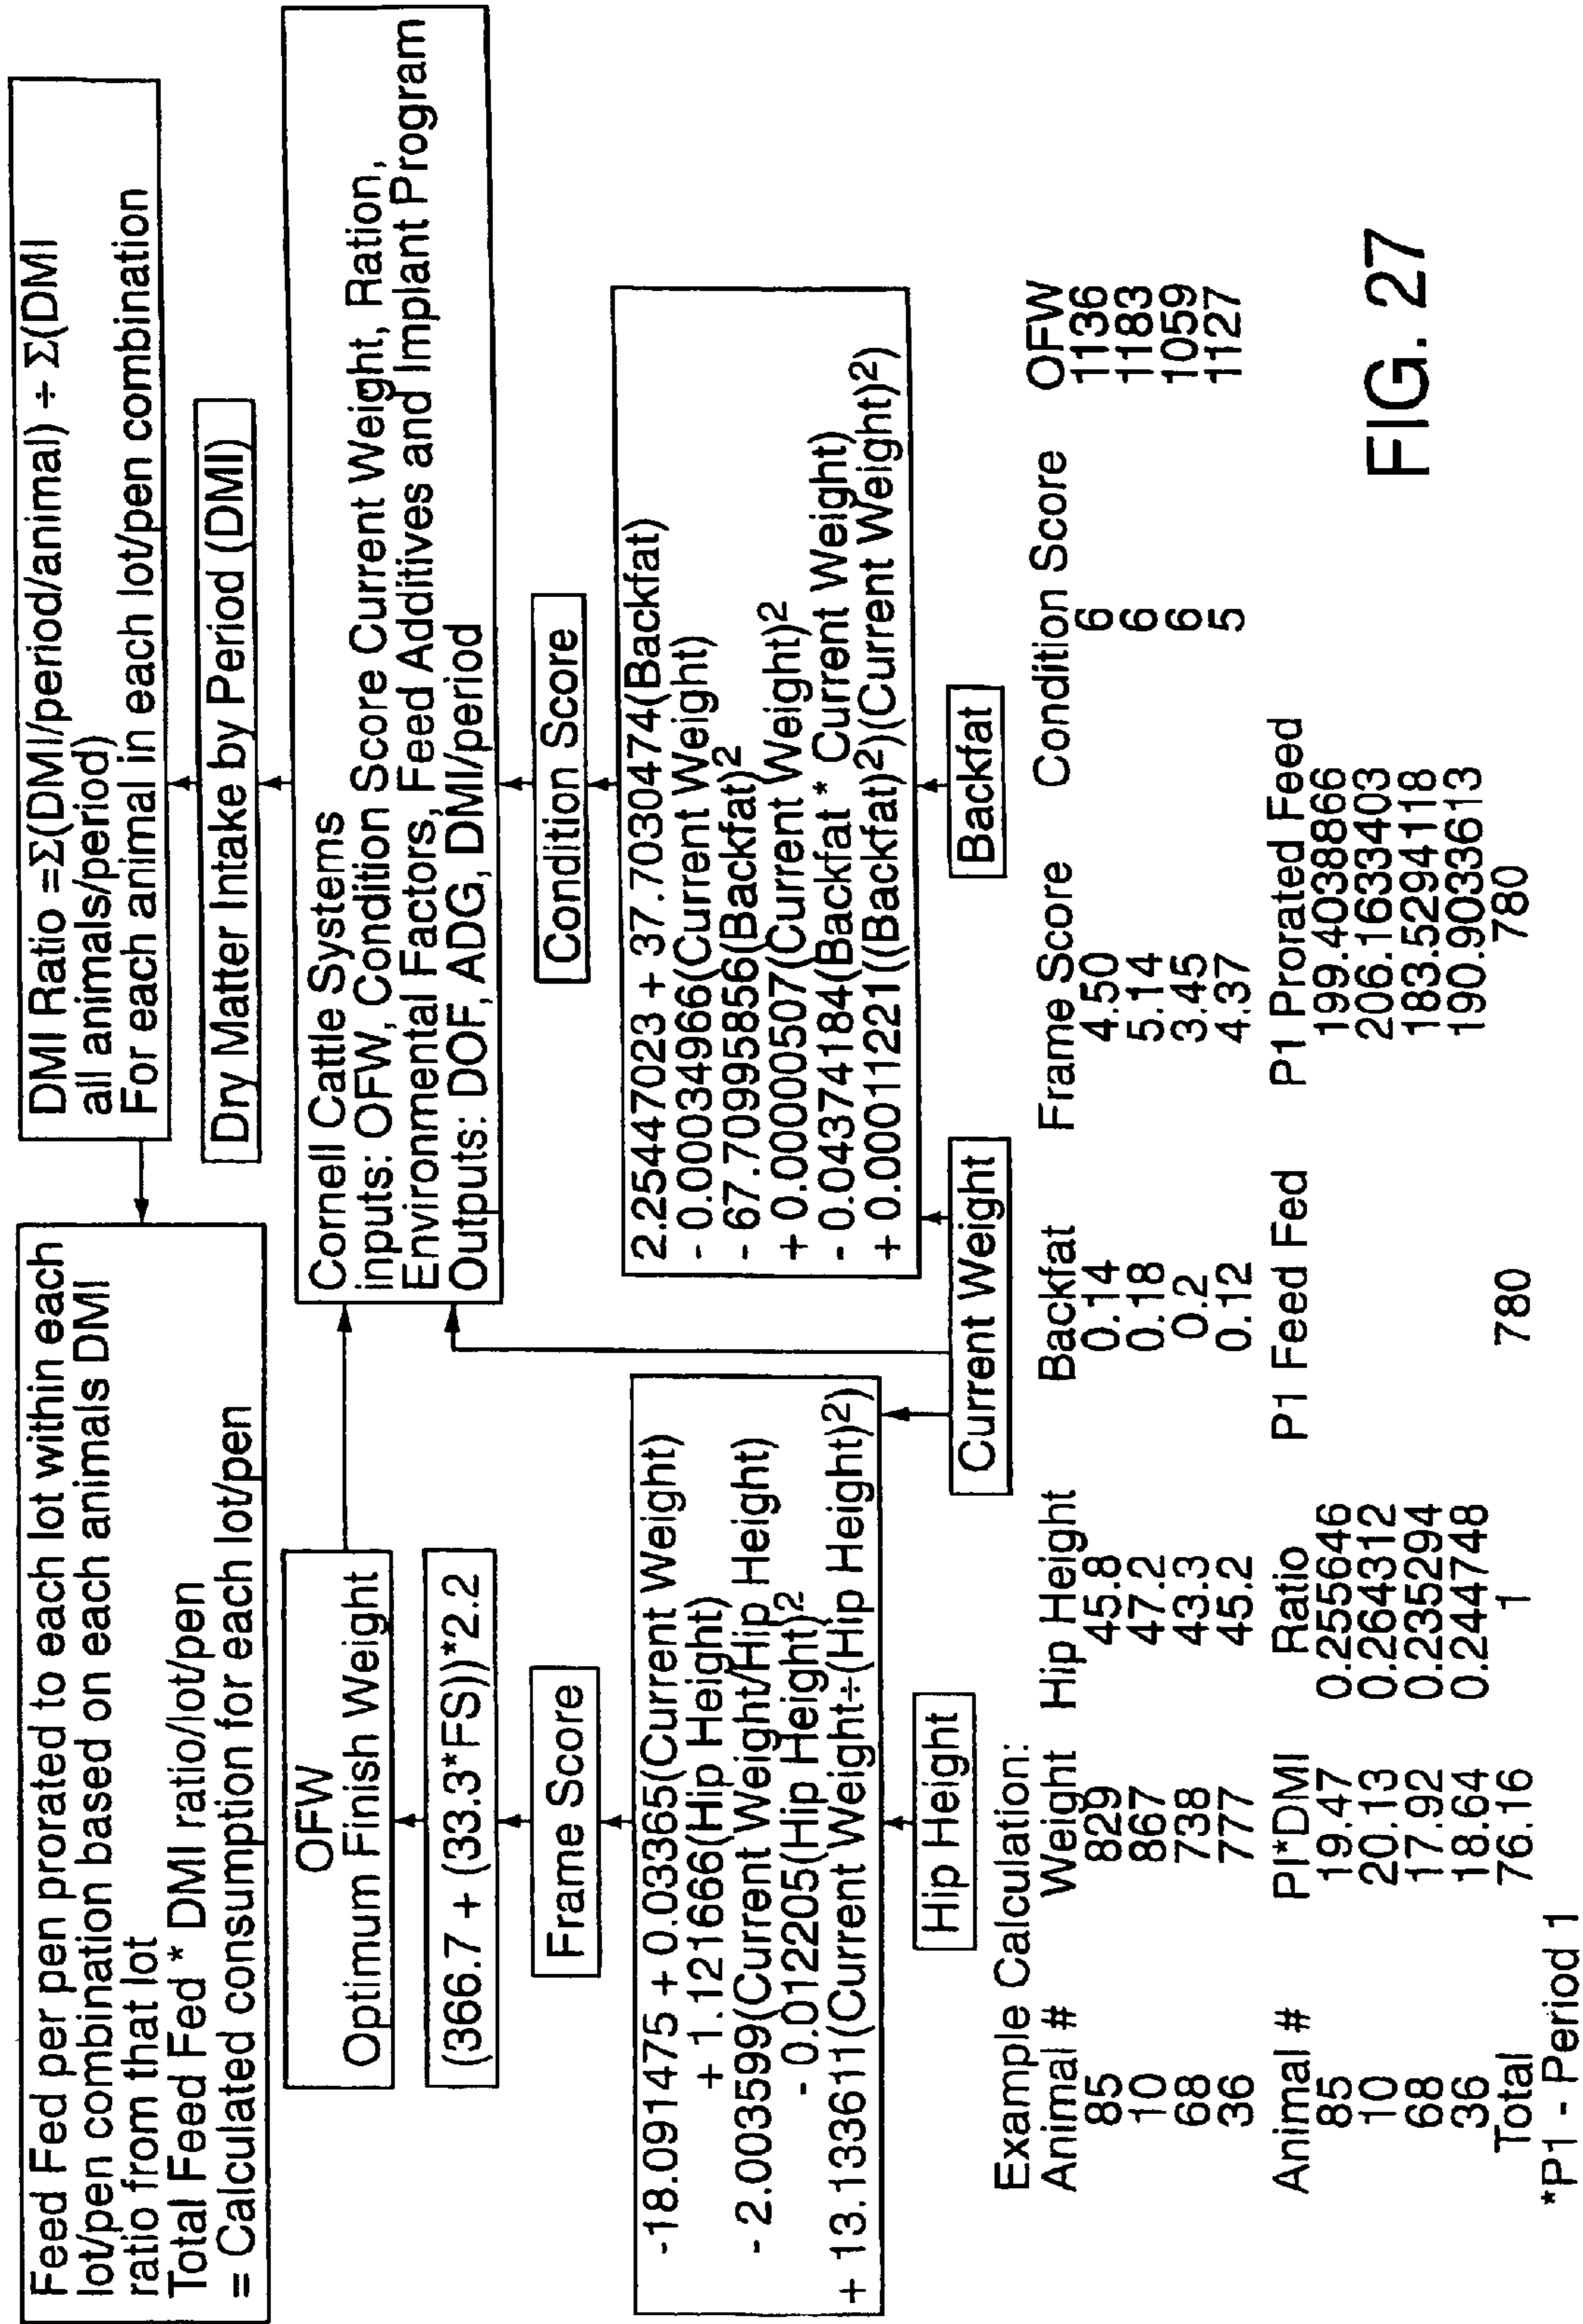 Feed Fed per pen prorated to each lot within each
lot/pen combination based on each animals DMI
ratio from that lot
Total Feed Fed * DMI ratio/lot/pen
= Calculated consumption for each lot/pen
DMI Ratio =Σ(DMI/period/animal) ÷ Σ(DMI
all animals/period)
For each animal in each lot/pen combination
Dry Matter Intake by Period (DMI)
OFW
Optimum Finish Weight
Cornell Cattle Systems
inputs: OFW, Condition Score Current Weight, Ration,
Environmental Factors, Feed Additives and Implant Program
Outputs: DOF, ADG, DMI/period
(366.7 + (33.3*FS))*2.2
Frame Score
Condition Score
-18.091475 + 0.03365(Current Weight)
+ 1.121666(Hip Height)
- 2.003599(Current Weight/Hip Height)
- 0.012205(Hip Height)2
+ 13.133611(Current Weight÷(Hip Height)2)
2.25447023 + 37.7030474(Backfat)
- 0.00034966(Current Weight)
- 67.70995856(Backfat)2
+ 0.00000507(Current Weight)2
- 0.04374184(Backfat * Current Weight)
+ 0.00011221((Backfat)2)(Current Weight)2)
Hip Height
Current Weight
Backfat
Example Calculation:
Animal # Weight Hip Height Backfat Frame Score Condition Score OFW
85 829 45.8 0.14 4.50 6 1136
10 867 47.2 0.18 5.14 6 1183
68 738 43.3 0.2 3.45 6 1059
36 777 45.2 0.12 4.37 5 1127
Animal # PI*DMI Ratio P1 Feed Fed P1 Prorated Feed
85 19.47 0.255646 199.4038866
10 20.13 0.264312 206.1633403
68 17.92 0.235294 183.5294118
36 18.64 0.244748 190.9033613
Total 76.16 1 780 780
*P1 - Period 1
FIG. 27